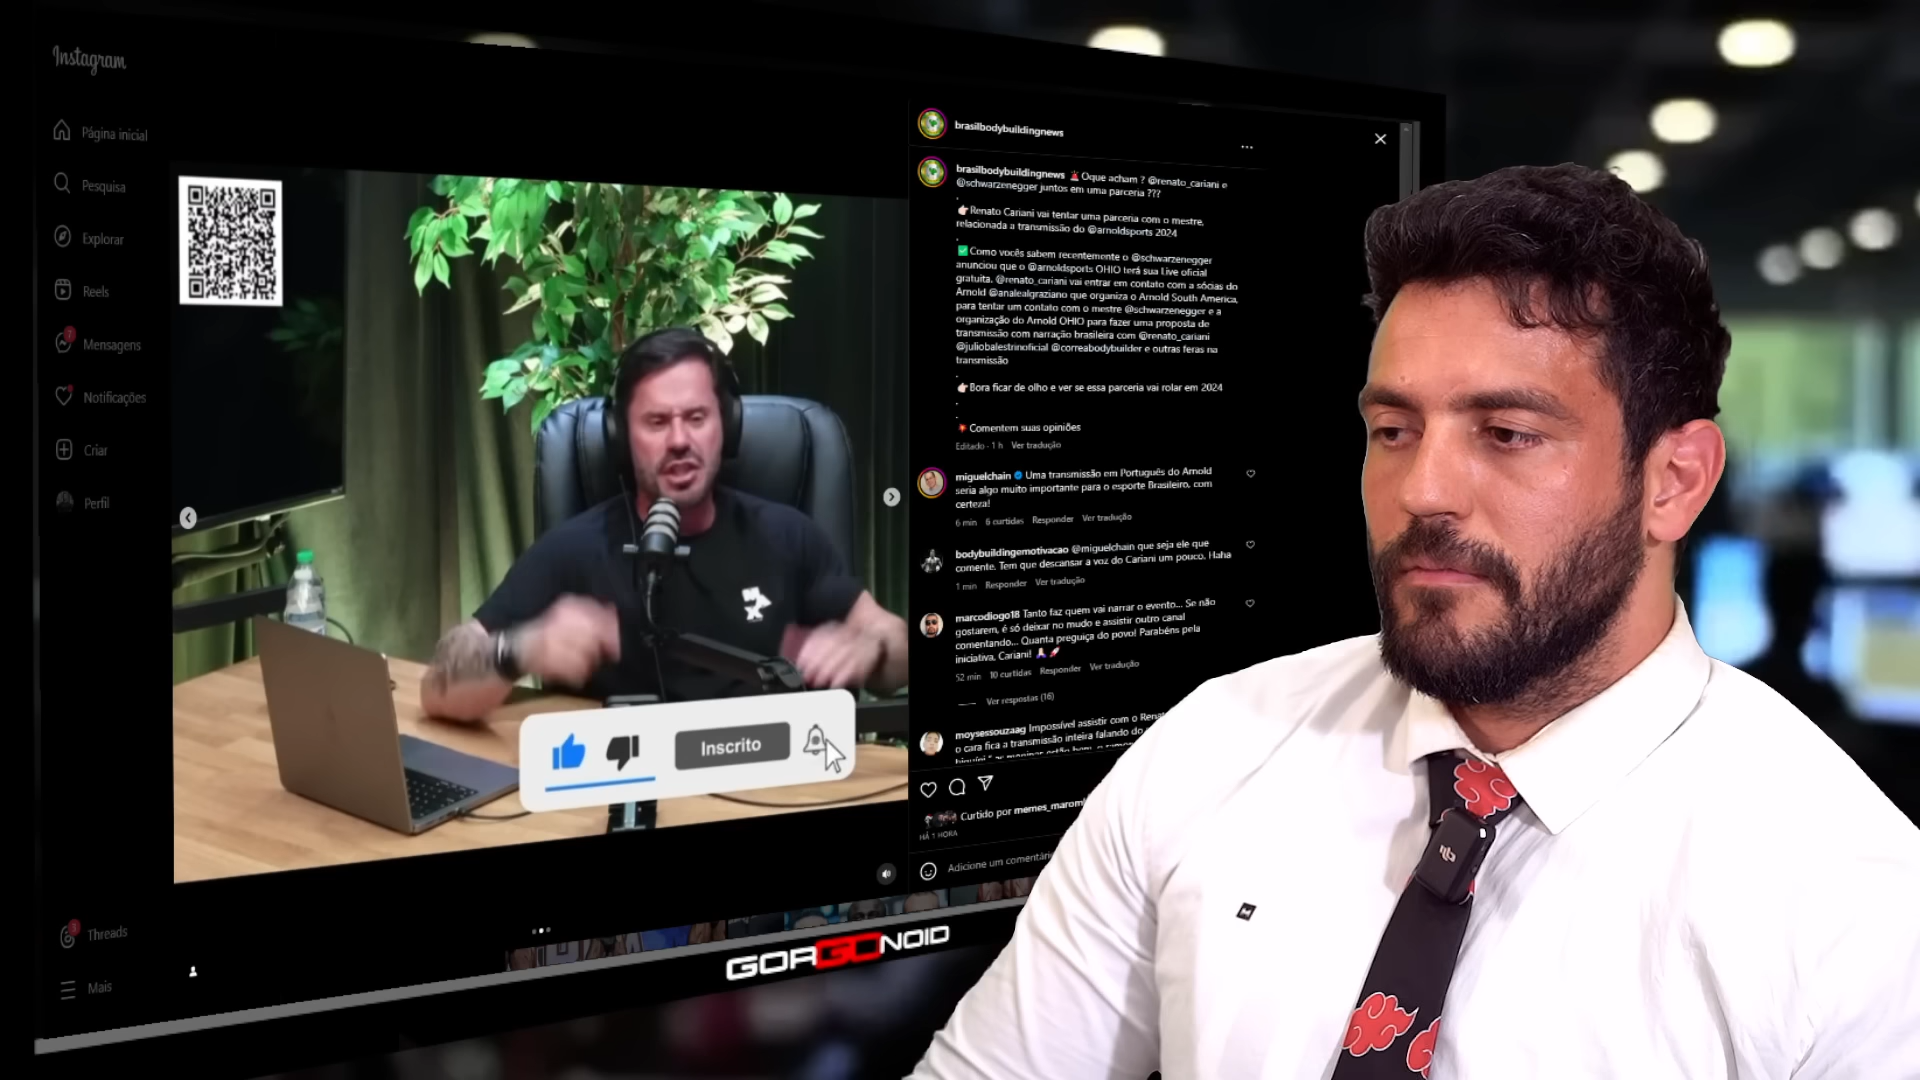 Instagram
Página inicial
Pesquisa
Explorar
Reels
7
Mensagens
Notificações
Criar
Perfil
3
Threads
Mais
Inscrito
GORGONOID
brasilbodybuildingnews
brasilbodybuildingnews 🚨Oque acham ? @renato_cariani e
@schwarzenegger juntos em uma parceria ???
.
👉🏻Renato Cariani vai tentar uma parceria com o mestre,
relacionada a transmissão do @arnoldsports 2024
.
✅Como vocês sabem recentemente o @schwarzenegger
anunciou que o @arnoldsports OHIO terá sua Live oficial
gratuita, @renato_cariani vai entrar em contato com a sócias do
Arnold @analealgraziano que organiza o Arnold South America,
para tentar um contato com o mestre @schwarzenegger e a
organização do Arnold OHIO para fazer uma proposta de
transmissão com narração brasileira com @renato_cariani
@juliobalestrinoficial @correabodybuilder e outras feras na
transmissão
.
👉🏻Bora ficar de olho e ver se essa parceria vai rolar em 2024
.
.
💥Comentem suas opiniões
Editado · 1 h Ver tradução
miguelchain Uma transmissão em Português do Arnold
seria algo muito importante para o esporte Brasileiro, com
certeza!
6 min 6 curtidas Responder Ver tradução
bodybuildingemotivacao @miguelchain que seja ele que
comente. Tem que descansar a voz do Cariani um pouco. Haha
1 min Responder Ver tradução
marcodiogo18 Tanto faz quem vai narrar o evento... Se não
gostarem, é só deixar no mudo e assistir outro canal
comentando... Quanta preguiça do povo! Parabéns pela
iniciativa, Cariani! 🙏🏻🚀
52 min 10 curtidas Responder Ver tradução
Ver respostas (16)
moysessouzaag Impossível assistir com o Renat
o cara fica a transmissão inteira falando do
Curtido por memes_maroml
HÁ 1 HORA
Adicione um comentári